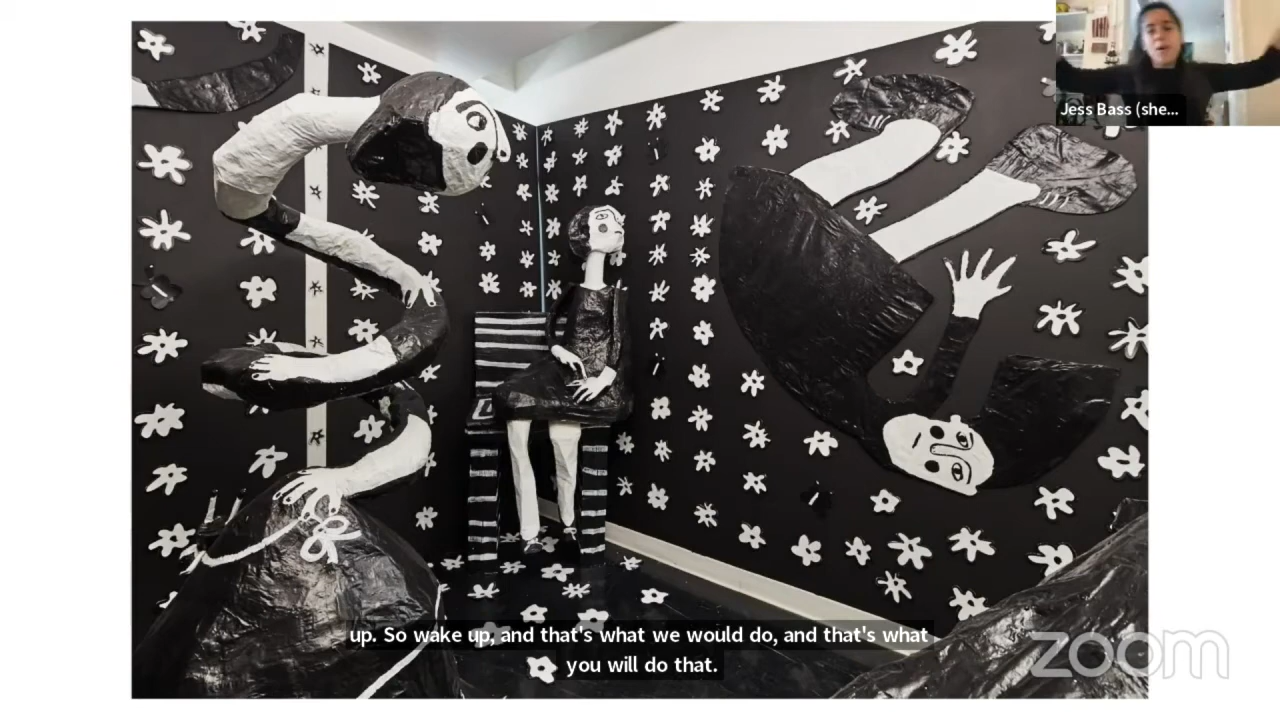 Jess Bass (she...
up. So wake up, and that's what we would do, and that's what
you will do that.
zoom